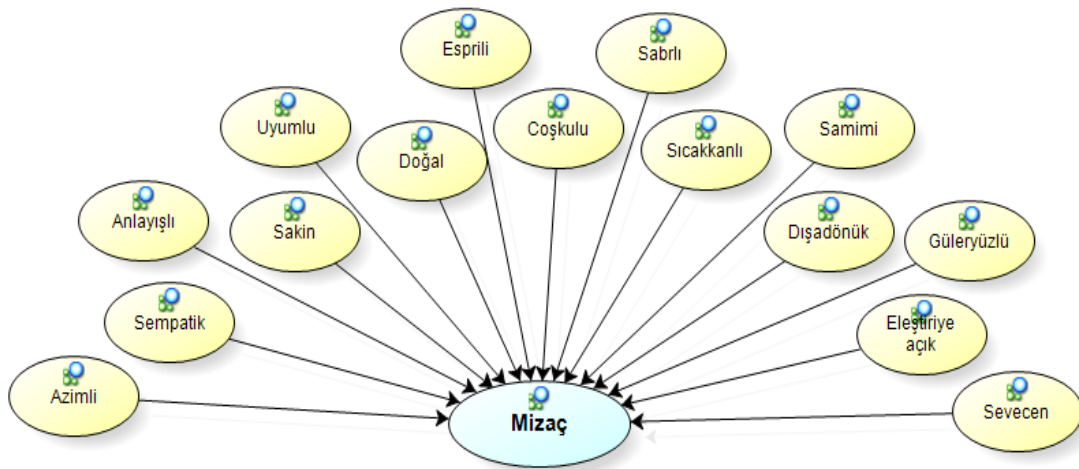 Esprili
Sabrlı
Uyumlu
Doğal
Coşkulu
Sıcakkanlı
Samimi
Anlayışlı
Sakin
Dışadönük
Güleryüzlü
Sempatik
Eleştiriye
açık
Azimli
Mizaç
Sevecen